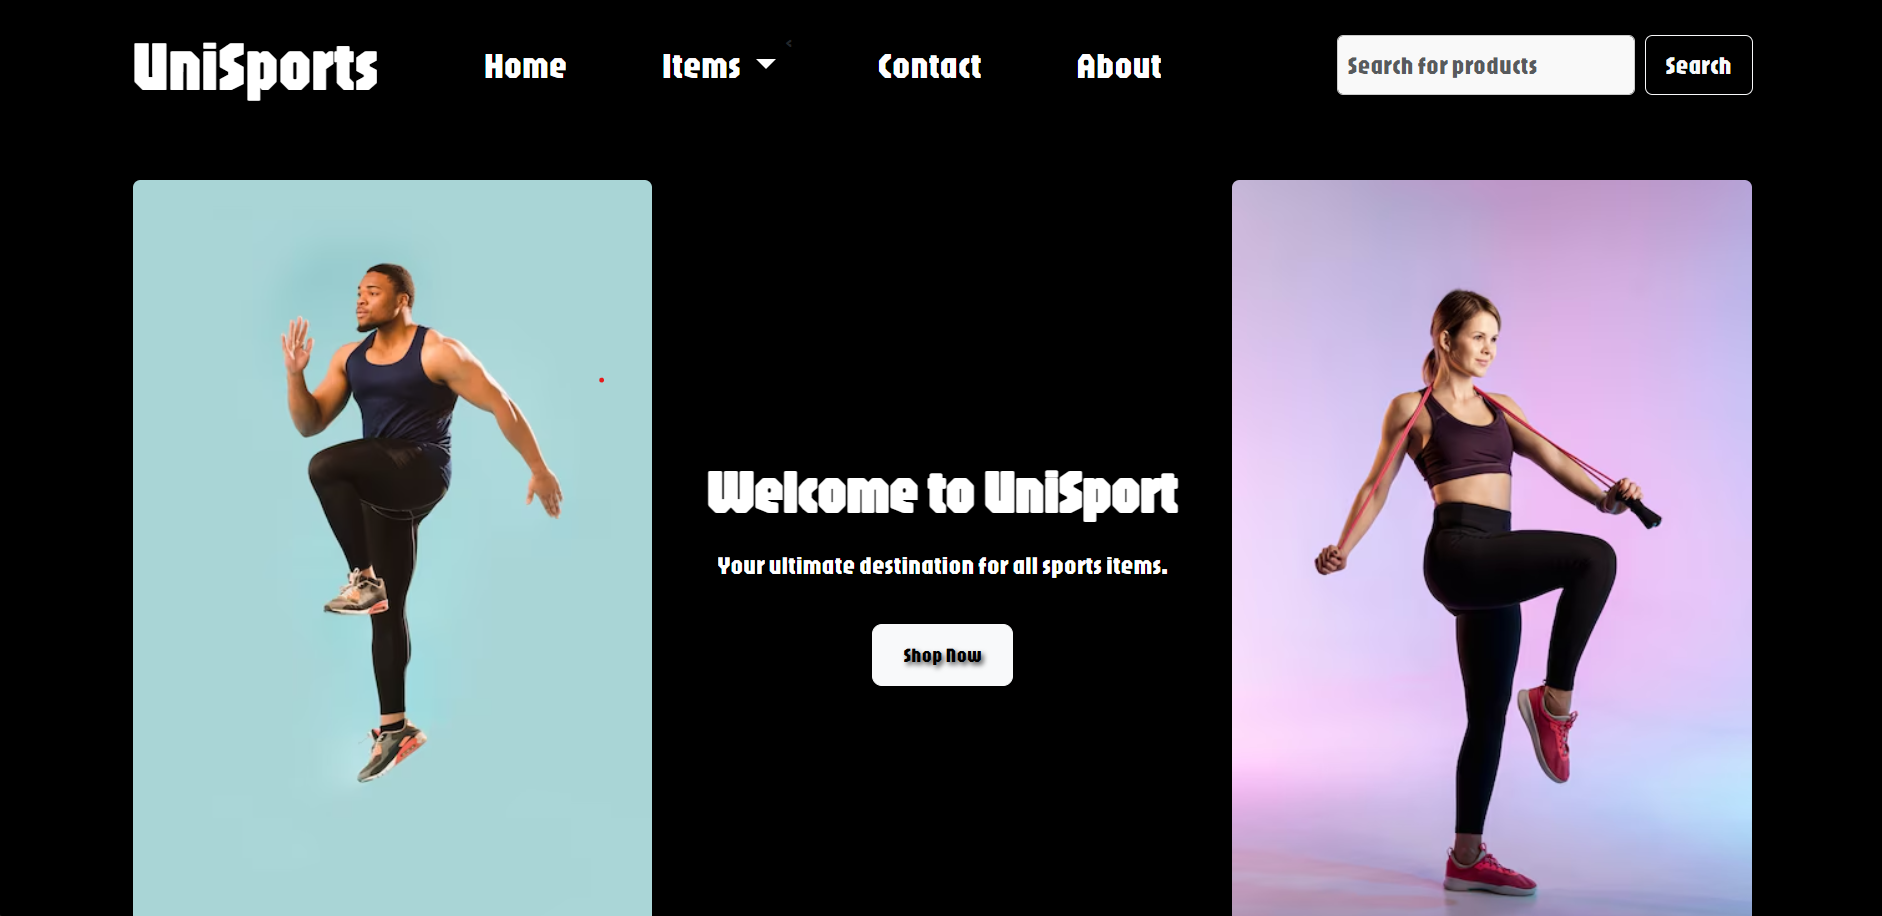 UniSports
Home
Items
<
Contact
About
Search for products
Search
Welcome to UniSport
Your ultimate destination for all sports items.
Shop Now